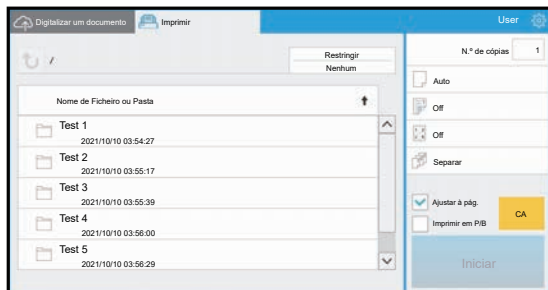 Digitalizar um documento
Imprimir
User
/
Restringir
Nenhum
Nome de Ficheiro ou Pasta
Test 1
2021/10/10 03:54:27
Test 2
2021/10/10 03:55:17
Test 3
2021/10/10 03:55:39
Test 4
2021/10/10 03:56:00
Test 5
2021/10/10 03:56:29
N.º de cópias 1
Auto
Off
Off
Separar
Ajustar à pág.
Imprimir em P/B
CA
Iniciar